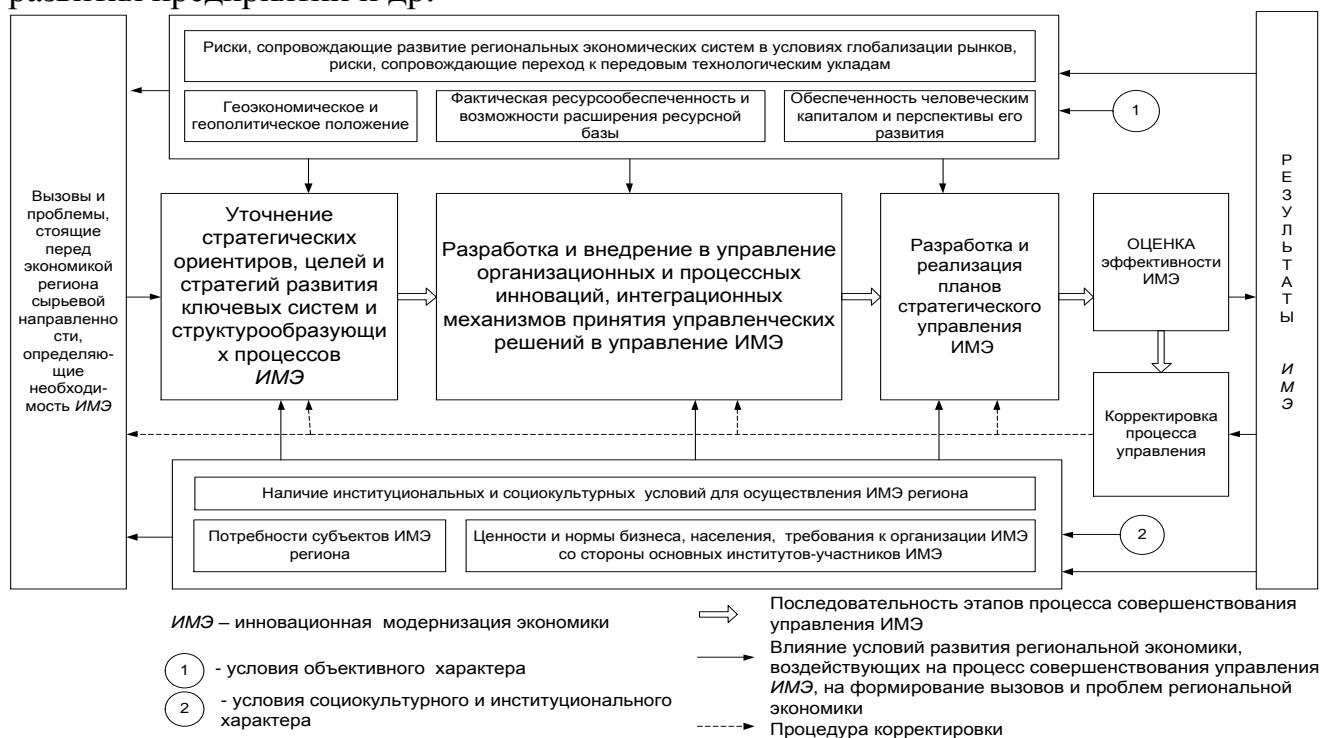 развития предприятий и др.
Риски, сопровождающие развитие региональных экономических систем в условиях глобализации рынков,
риски, сопровождающие переход к передовым технологическим укладам
Геоэкономическое и
геополитическое положение
Фактическая ресурсообеспеченность и
возможности расширения ресурсной
базы
Обеспеченность человеческим
капиталом и перспективы его
развития
1
Вызовы и
проблемы,
стоящие
перед
экономикой
региона
сырьевой
направленно
сти,
определяю-
щие
необходи-
мость ИМЭ
Уточнение
стратегических
ориентиров, целей и
стратегий развития
ключевых систем и
структурообразующи
х процессов
ИМЭ
Разработка и внедрение в управление
организационных и процессных
инноваций, интеграционных
механизмов принятия управленческих
решений в управление ИМЭ
Разработка и
реализация
планов
стратегического
управления
ИМЭ
ОЦЕНКА
эффективности
ИМЭ
Корректировка
процесса
управления
Р
Е
З
У
Л
Ь
Т
А
Т
Ы
И
М
Э
Наличие институциональных и социокультурных условий для осуществления ИМЭ региона
Потребности субъектов ИМЭ
региона
Ценности и нормы бизнеса, населения, требования к организации ИМЭ
со стороны основных институтов-участников ИМЭ
2
ИМЭ – инновационная модернизация экономики
1 - условия объективного характера
2 - условия социокультурного и институционального
характера
Последовательность этапов процесса совершенствования
управления ИМЭ
Влияние условий развития региональной экономики,
воздействующих на процесс совершенствования управления
ИМЭ, на формирование вызовов и проблем региональной
экономики
Процедура корректировки